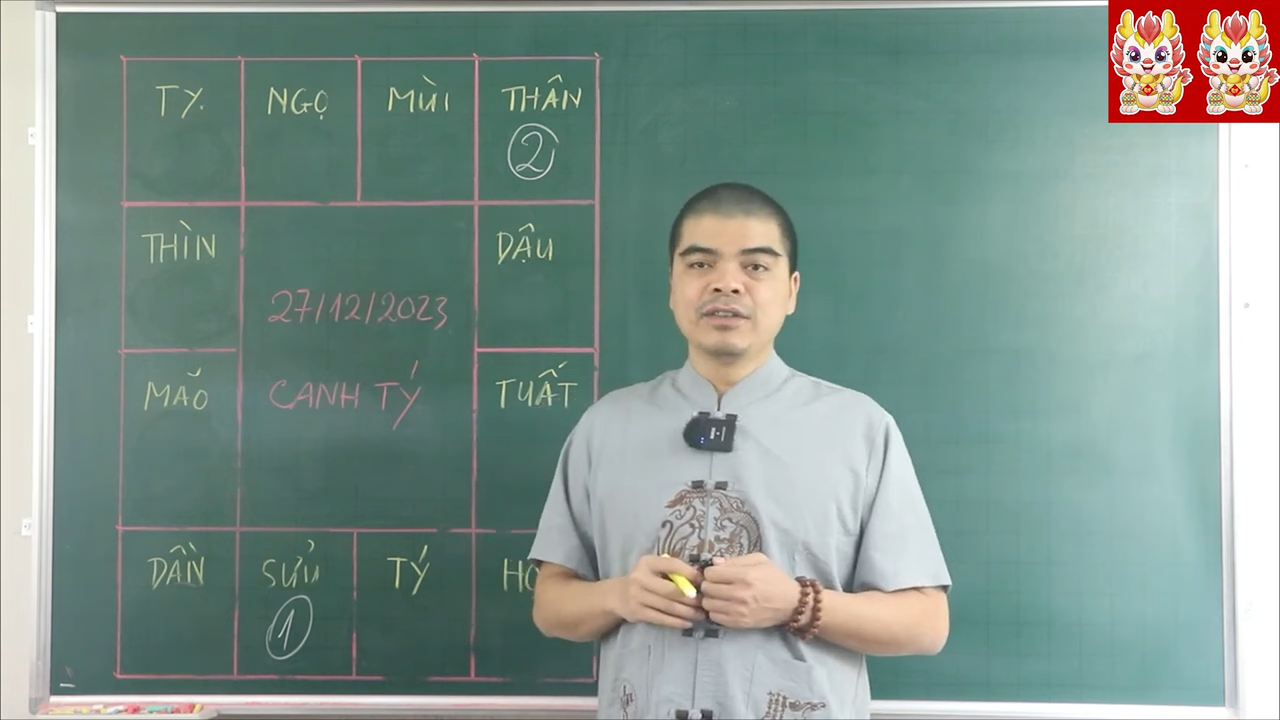 TỴ.
NGỌ
MÙI
THÂN
2
THÌN
DẬU
27/12/2023
MÃO
CANH TÝ
TUẤT
DẦN
SỬU
TÝ
1